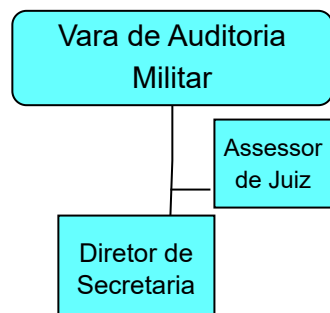 Vara de Auditoria
Militar
Assessor
de Juiz
Diretor de
Secretaria